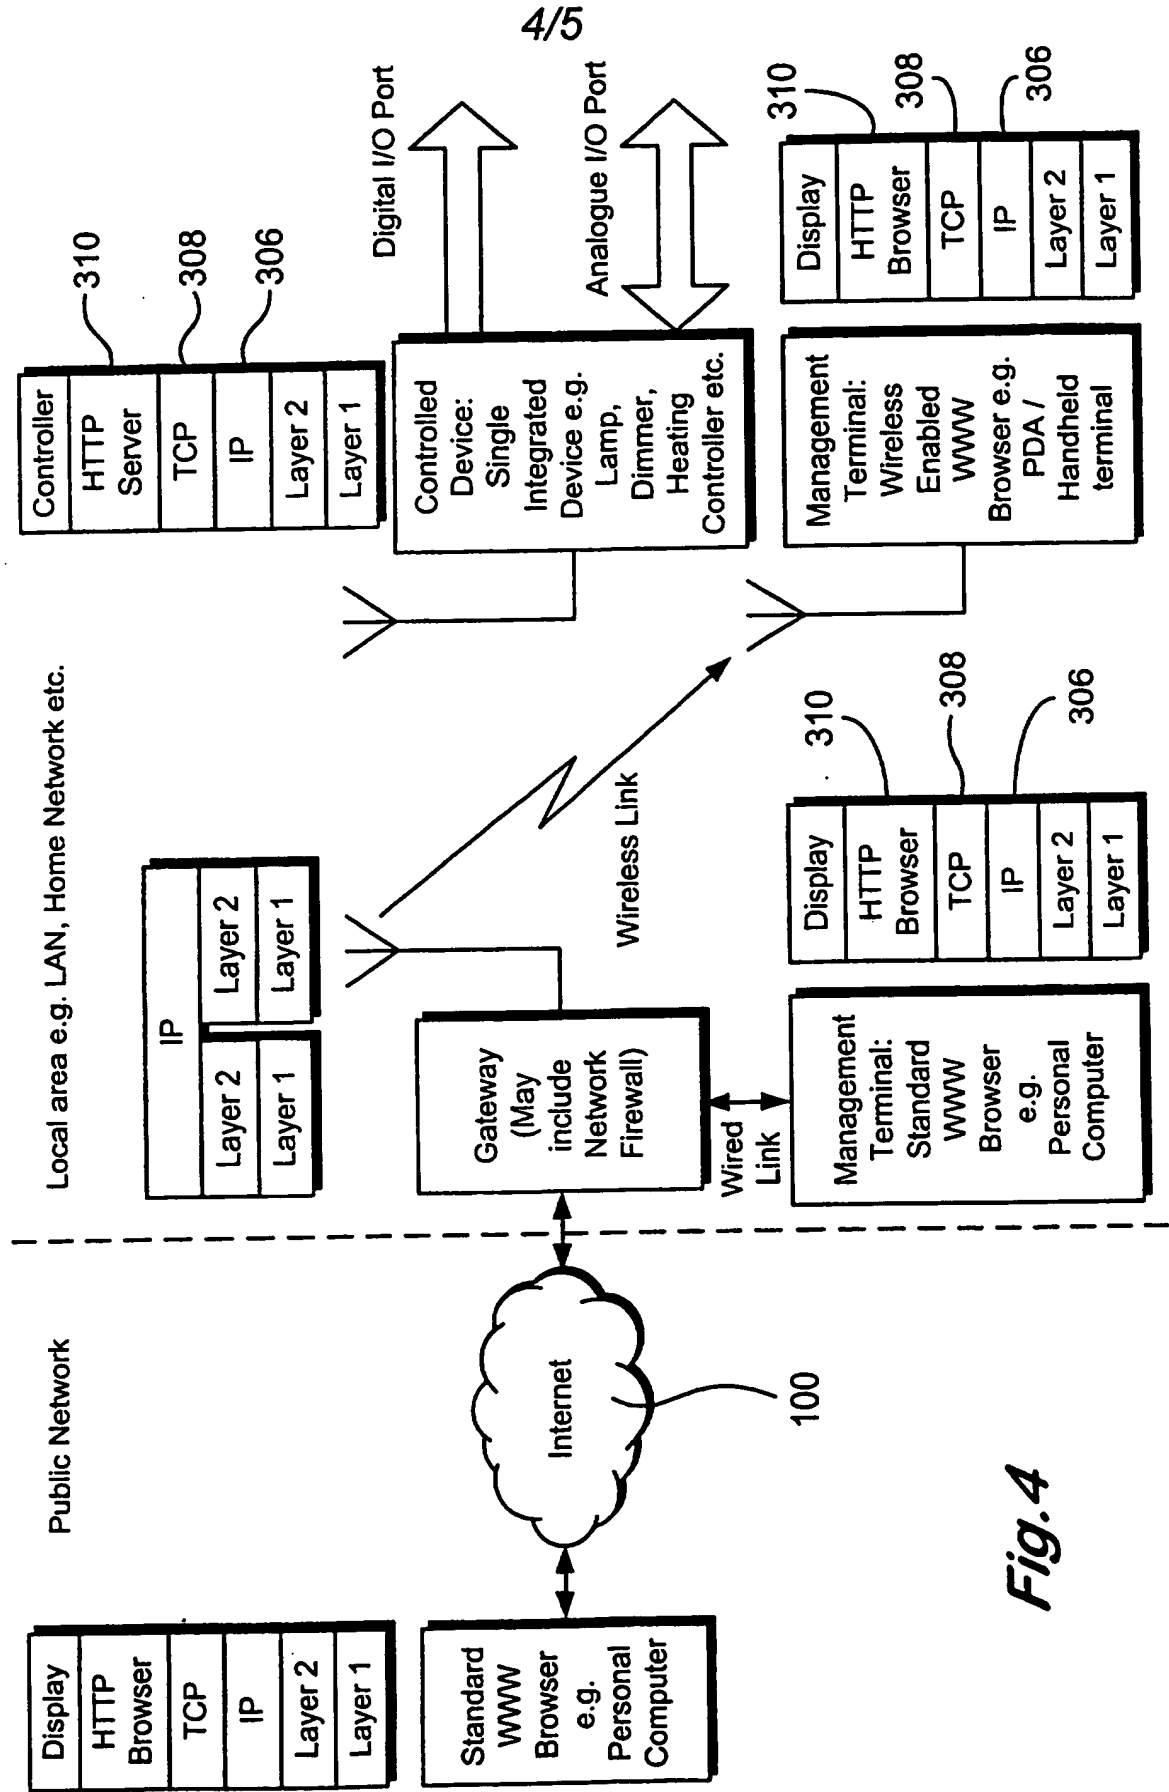 4/5
Public Network
Local area e.g. LAN, Home Network etc.
Display
HTTP
Browser
TCP
IP
Layer 2
Layer 1
Standard
WWW
Browser
e.g.
Personal
Computer
Internet
100
IP
Layer 2
Layer 2
Layer 1
Layer 1
Gateway
(May
include
Network
Firewall)
Wireless Link
Wired
Link
Management
Terminal:
Standard
WWW
Browser
e.g.
Personal
Computer
Display
HTTP
Browser
TCP
IP
Layer 2
Layer 1
310
308
306
Controller
HTTP
Server
TCP
IP
Layer 2
Layer 1
310
308
306
Controlled
Device:
Single
Integrated
Device e.g.
Lamp,
Dimmer,
Heating
Controller etc.
Digital I/O Port
Analogue I/O Port
Management
Terminal:
Wireless
Enabled
WWW
Browser e.g.
PDA /
Handheld
terminal
Display
HTTP
Browser
TCP
IP
Layer 2
Layer 1
310
308
306
Fig.4